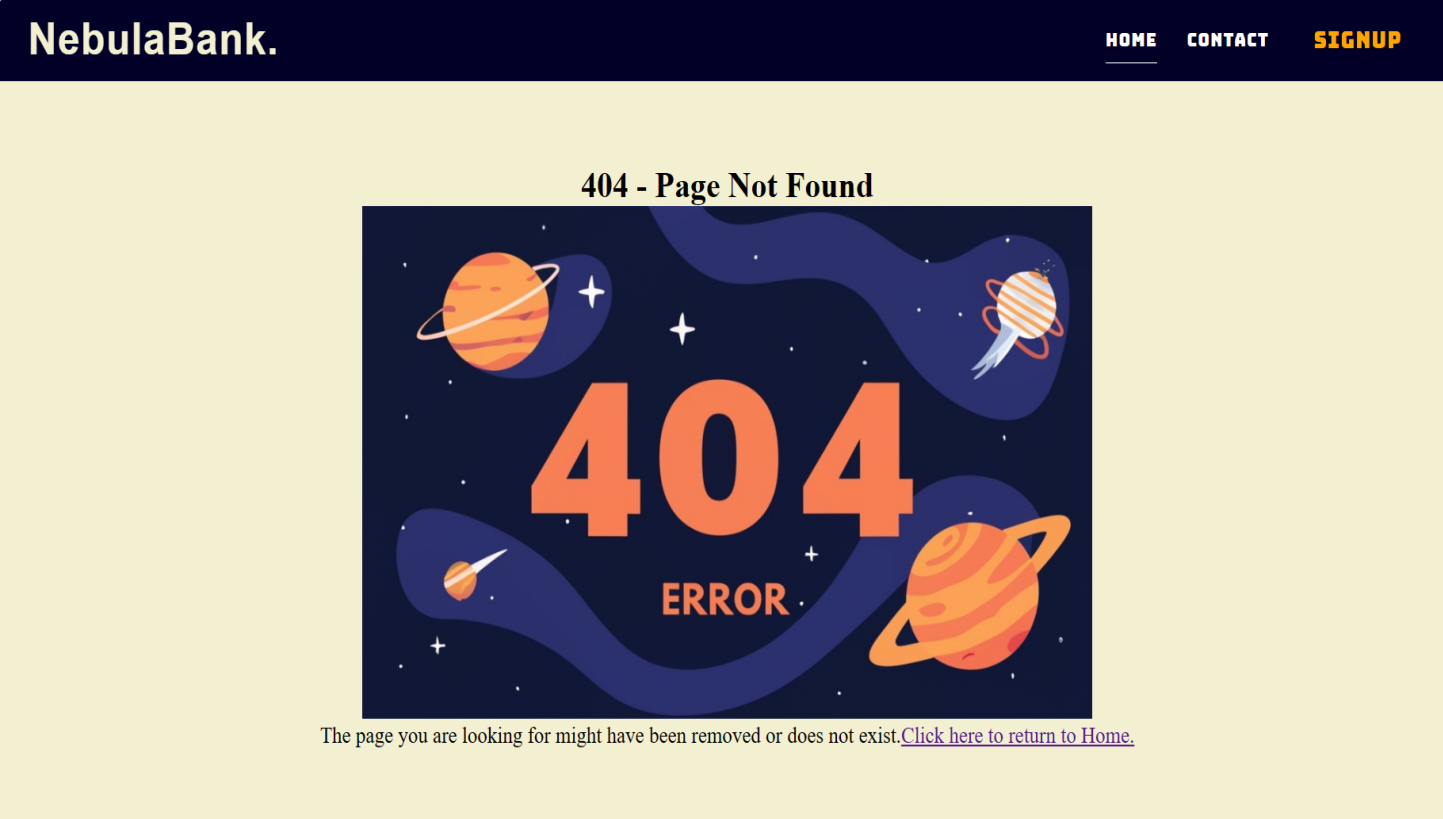 NebulaBank.
HOME CONTACT SIGNUP
404 - Page Not Found
404
ERROR
The page you are looking for might have been removed or does not exist.Click here to return to Home.